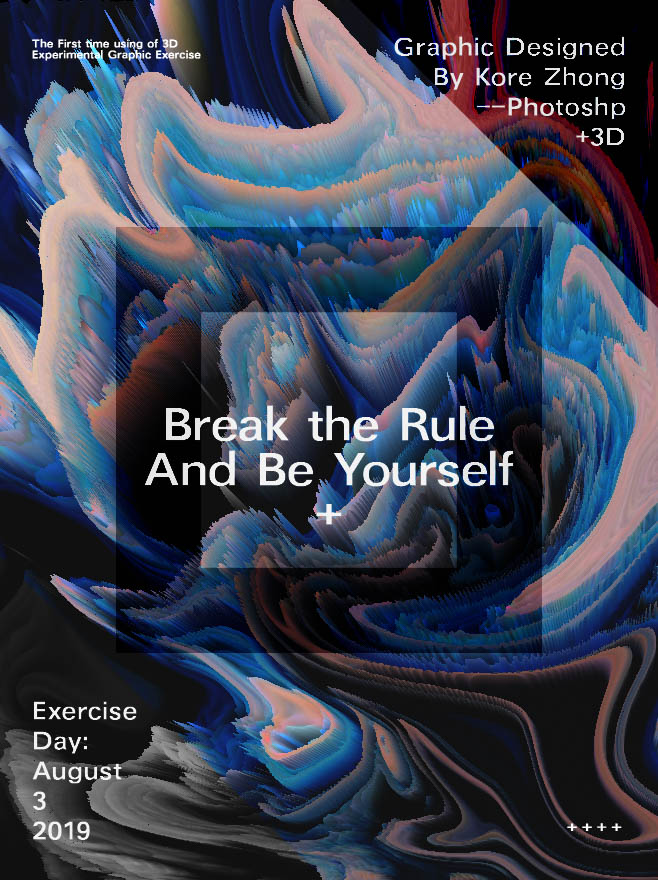 The First time using of 3D
Experimental Graphic Exercise
Graphic Designed
By Kore Zhong
——Photoshp
+3D
Break the Rule
And Be Yourself
+
Exercise
Day:
August
3
2019
++++